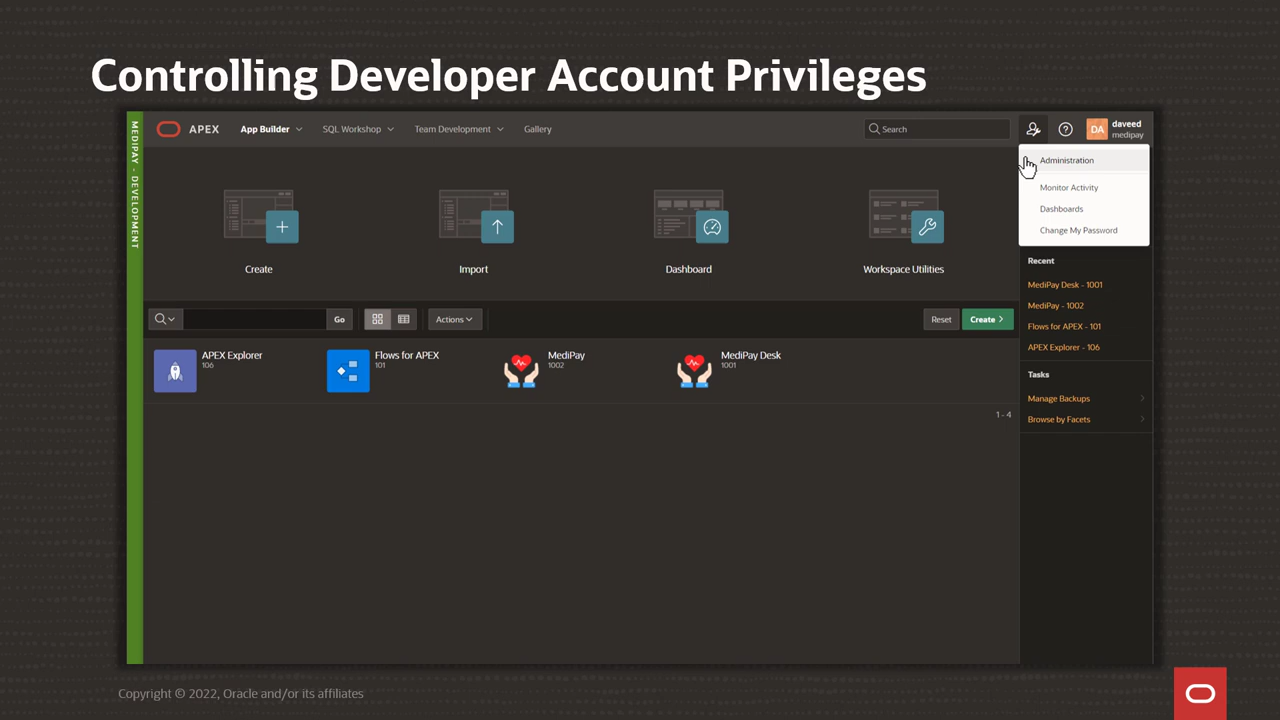 Controlling Developer Account Privileges
MEDIPAY - DEVELOPMENT
APEX
App Builder
SQL Workshop
Team Development
Gallery
Search
DA
daveed
medipay
Administration
Monitor Activity
Dashboards
Change My Password
Create
Import
Dashboard
Workspace Utilities
Recent
MediPay Desk - 1001
MediPay - 1002
Flows for APEX - 101
APEX Explorer - 106
Go
Actions
Reset
Create
APEX Explorer
106
Flows for APEX
101
MediPay
1002
MediPay Desk
1001
1 - 4
Tasks
Manage Backups
Browse by Facets
Copyright © 2022, Oracle and/or its affiliates